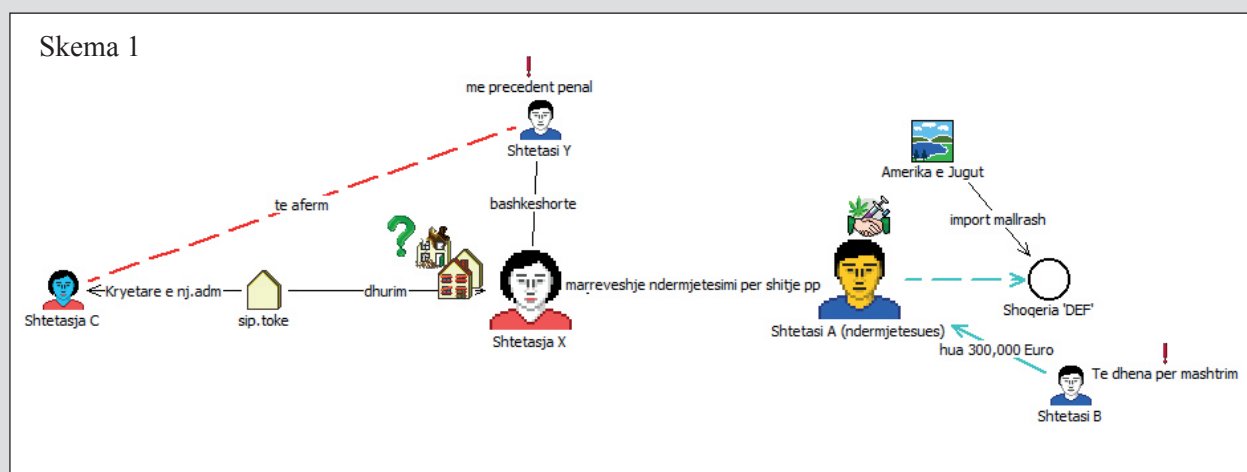 Skema 1
me precedent penal
Shtetasi Y
te aferm
bashkeshorte
Amerika e Jugut
import mallrash
Kryetare e nj.adm
dhurim
marreveshje ndermjetesimi per shitje pp
Shtetasja C
sip.toke
Shtetasja X
Shtetasi A (ndermjetesues)
Shoqeria 'DEF'
hua 300,000 Euro
Te dhena per mashtrim
Shtetasi B